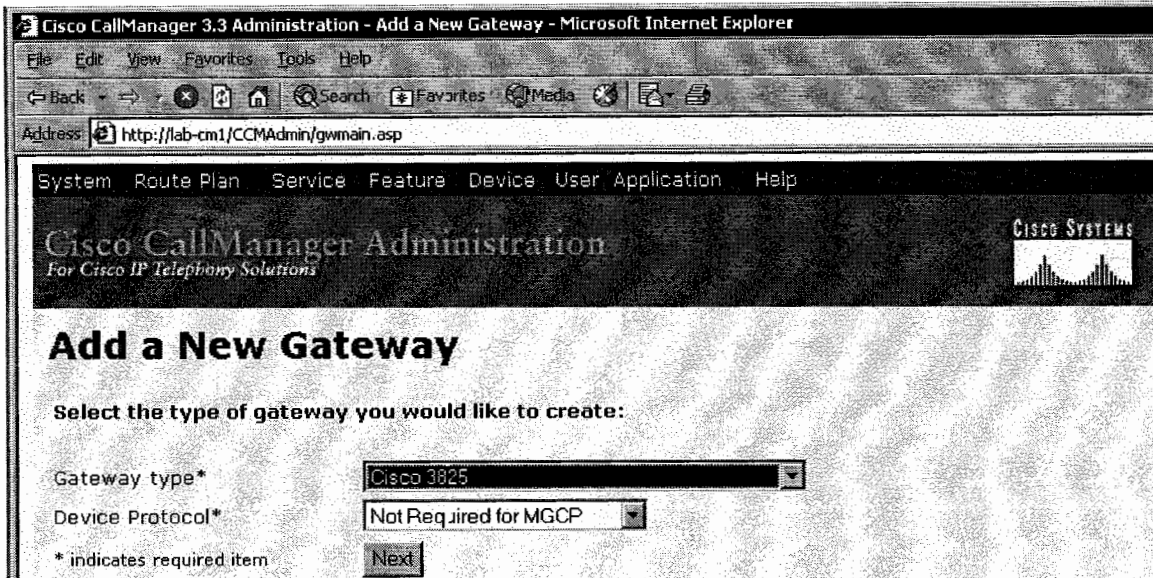 Cisco CallManager 3.3 Administration - Add a New Gateway - Microsoft Internet Explorer
File Edit View Favorites Tools Help
Back Search Favorites Media
Address http://lab-cm1/CCMAdmin/gwmain.asp
System Route Plan Service Feature Device User Application Help
Cisco CallManager Administration
For Cisco IP Telephony Solutions
CISCO SYSTEMS
Add a New Gateway
Select the type of gateway you would like to create:
Gateway type* Cisco 3825
Device Protocol* Not Required for MGCP
* indicates required item Next